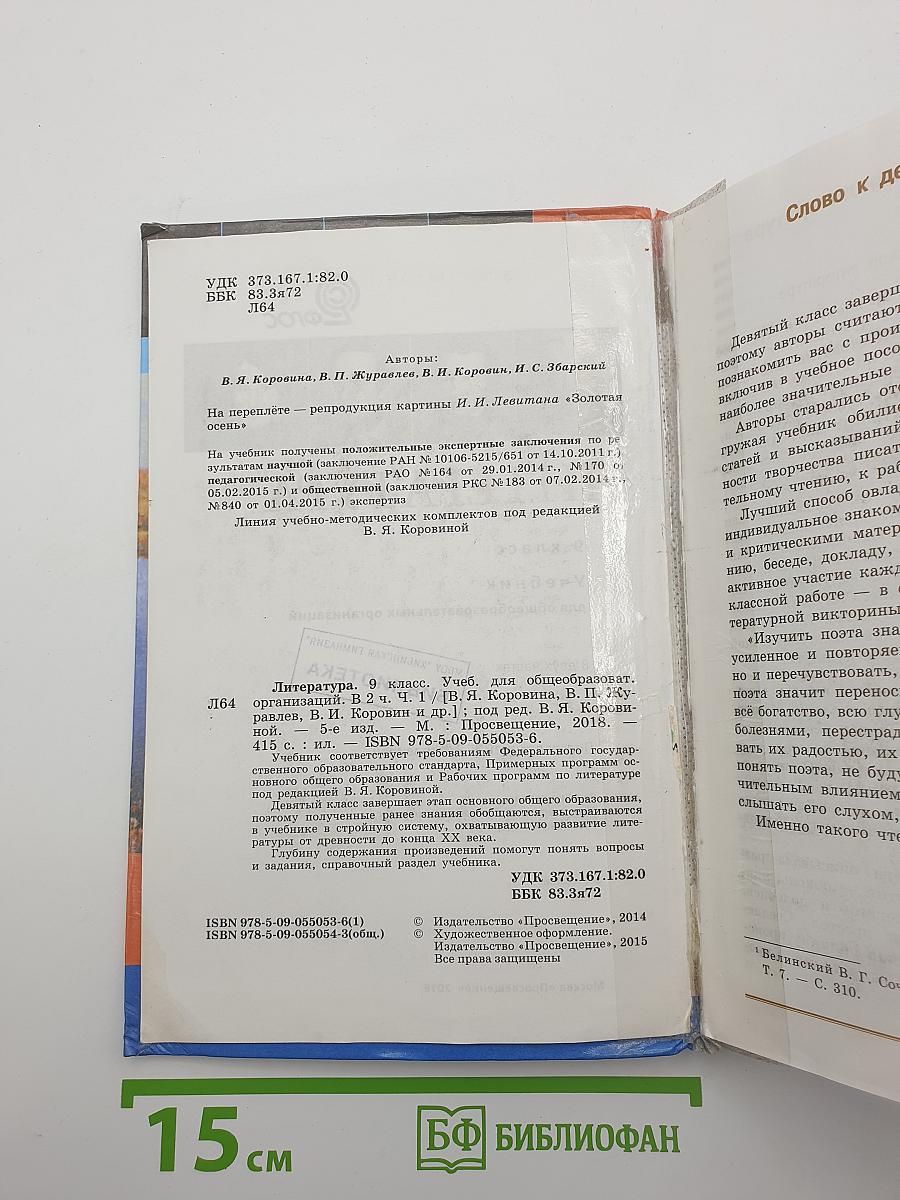 УДК 373.167.1:82.0
ББК 83.3я72
Л64
Авторы:
В. Я. Коровина, В. П. Журавлев, В. И. Коровин, И. С. Збарский
На переплёте — репродукция картины И. И. Левитана «Золотая
осень»
На учебник получены положительные экспертные заключения по ре
зультатам научной (заключение РАН № 10106-5215/651 от 14.10.2011 г.)
педагогической (заключения РАО № 164 от 29.01.2014 г., № 170 о
05.02.2015 г.) и общественной (заключения РКС № 183 от 07.02.2014 г.,
№ 840 от 01.04.2015 г.) экспертиз
Линия учебно-методических комплектов под редакцией
В. Я. Коровиной
Литература. 9 класс. Учеб. для общеобразоват.
Л64 организаций. В 2 ч. Ч. 1 / [В. Я. Коровина, В. П. Жу-
равлев, В. И. Коровин и др.] ; под ред. В. Я. Корови-
ной. — 5-е изд. — М. : Просвещение, 2018. —
415 с. : ил. — ISBN 978-5-09-055053-6.
Учебник соответствует требованиям Федерального государ-
ственного образовательного стандарта, Примерных программ ос-
новного общего образования и Рабочих программ по литературе
под редакцией В. Я. Коровиной.
Девятый класс завершает этап основного общего образования,
поэтому полученные ранее знания обобщаются, выстраиваются
в учебнике в стройную систему, охватывающую развитие лите-
ратуры от древности до конца XX века.
Глубину содержания произведений помогут понять вопросы
и задания, справочный раздел учебника.
УДК 373.167.1:82.0
ББК 83.3я72
ISBN 978-5-09-055053-6(1)
ISBN 978-5-09-055054-3(общ.)
© Издательство «Просвещение», 2014
© Художественное оформление.
Издательство «Просвещение», 2015
Все права защищены
Слово к де
Девятый класс заверш
поэтому авторы считают
познакомить вас с прои
включив в учебное посо
наиболее значительные
Авторы старались ото
гружая учебник обилие
статей и высказываний
ности творчества писат
тельному чтению, к раб
Лучший способ овла
индивидуальное знаком
и критическими матер
нию, беседе, докладу,
активное участие кажд
классной работе — в с
тературной викторины
«Изучить поэта зна
усиленное и повторяе
но и перечувствовать,
поэта значит перенос
всё богатство, всю глу
болезнями, перестрад
вать их радостью, их
понять поэта, не буду
чительным влиянием
слышать его слухом,
Именно такого чте
¹ Белинский В. Г. Соч
Т. 7. — С. 310.
15 см
БФ БИБЛИОФАН